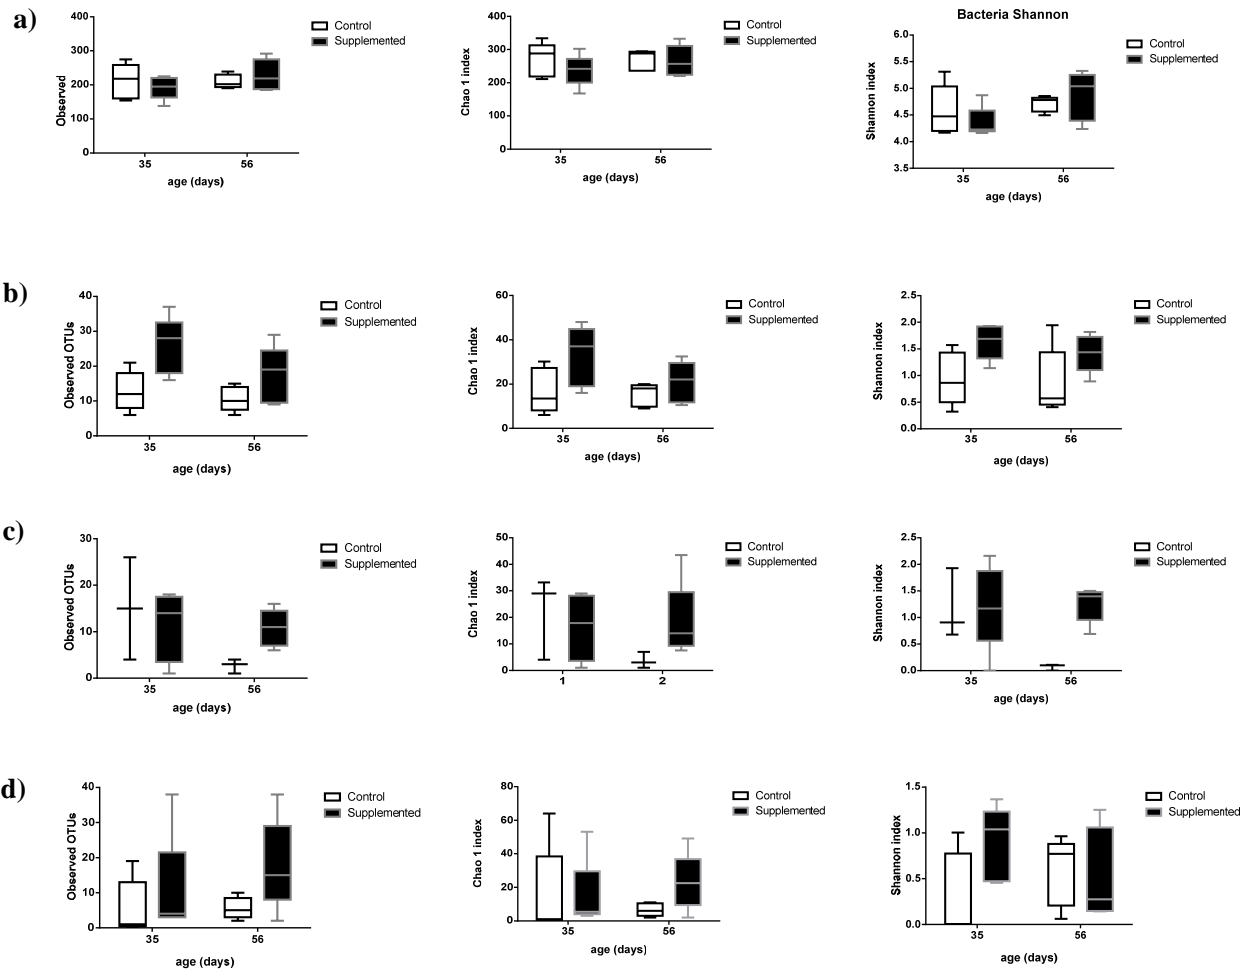 a)
400
300
200
100
0
Observed
35
56
age (days)
Control
Supplemented
400
300
200
100
0
Chao 1 index
35
56
age (days)
Control
Supplemented
Bacteria Shannon
6.0
5.5
5.0
4.5
4.0
3.5
Shannon index
35
56
age (days)
Control
Supplemented
b)
40
30
20
10
0
Observed OTUs
35
56
age (days)
Control
Supplemented
60
40
20
0
Chao 1 index
35
56
age (days)
Control
Supplemented
2.5
2.0
1.5
1.0
0.5
0.0
Shannon index
35
56
age (days)
Control
Supplemented
c)
30
20
10
0
Observed OTUs
35
56
age (days)
Control
Supplemented
50
40
30
20
10
0
Chao 1 index
1
2
Control
Supplemented
2.5
2.0
1.5
1.0
0.5
0.0
Shannon index
35
56
age (days)
Control
Supplemented
d)
40
30
20
10
0
Observed OTUs
35
56
age (days)
Control
Supplemented
80
60
40
20
0
Chao 1 index
35
56
age (days)
Control
Supplemented
1.5
1.0
0.5
0.0
Shannon index
35
56
age (days)
Control
Supplemented